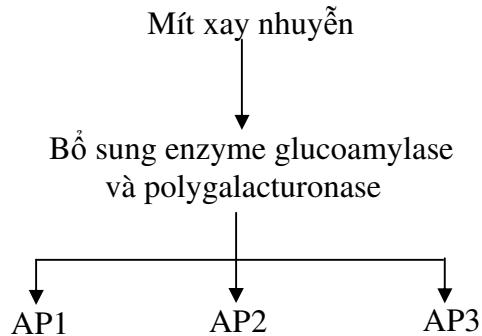 Mít xay nhuyễn
Bổ sung enzyme glucoamylase
và polygalacturonase
AP1 AP2 AP3